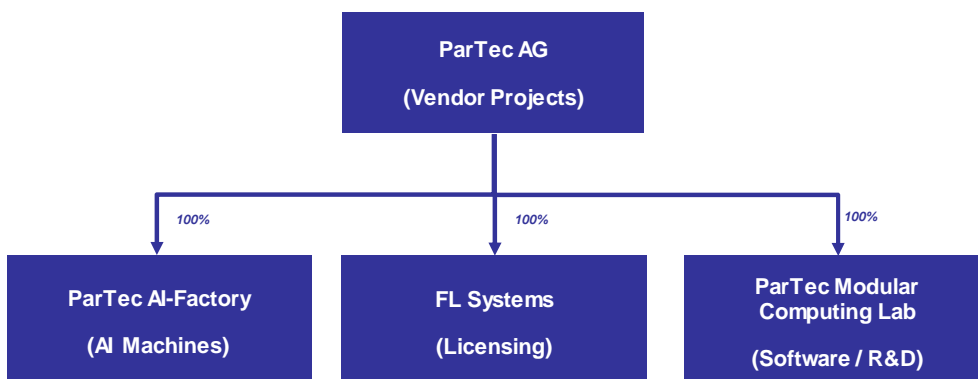 ParTec AG
(Vendor Projects)
100%
100%
100%
ParTec AI-Factory
(AI Machines)
FL Systems
(Licensing)
ParTec Modular
Computing Lab
(Software / R&D)